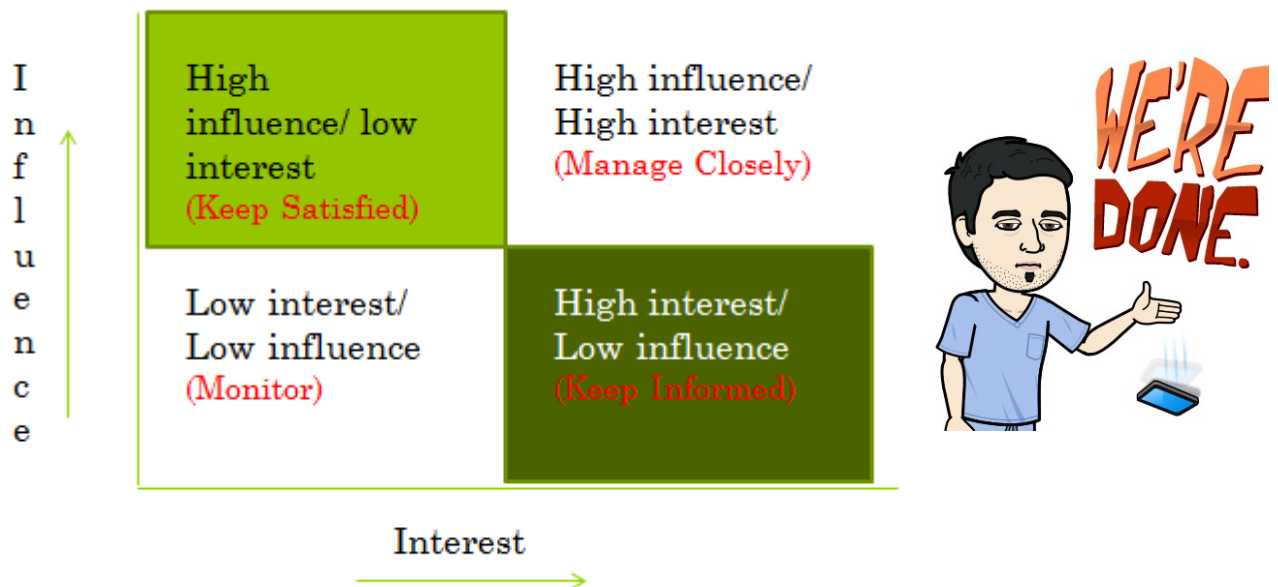 Influence
High
influence/ low
interest
(Keep Satisfied)
High influence/
High interest
(Manage Closely)
Low interest/
Low influence
(Monitor)
High interest/
Low influence
(Keep Informed)
Interest
WE'RE
DONE.